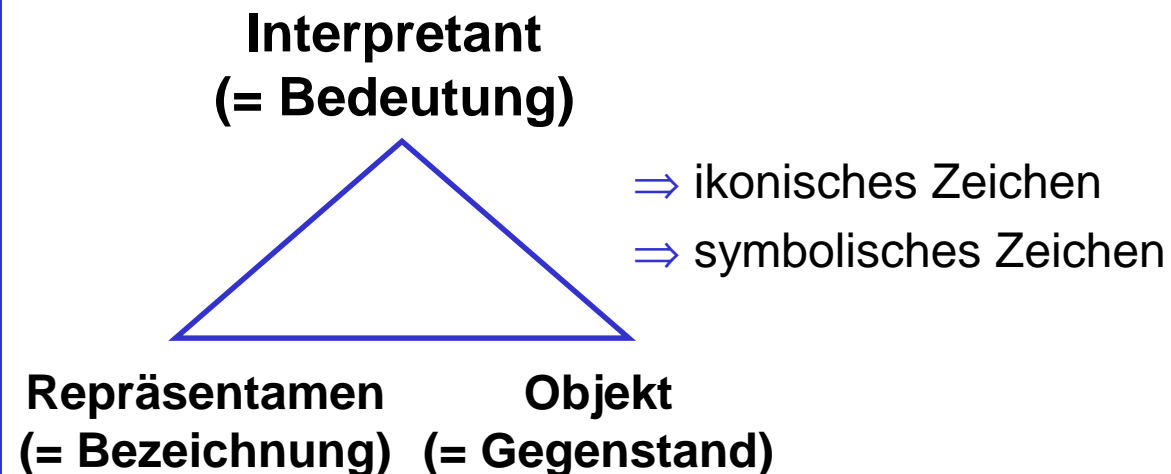 Interpretant
(= Bedeutung)
⇒ ikonisches Zeichen
⇒ symbolisches Zeichen
Repräsentamen Objekt
(= Bezeichnung) (= Gegenstand)